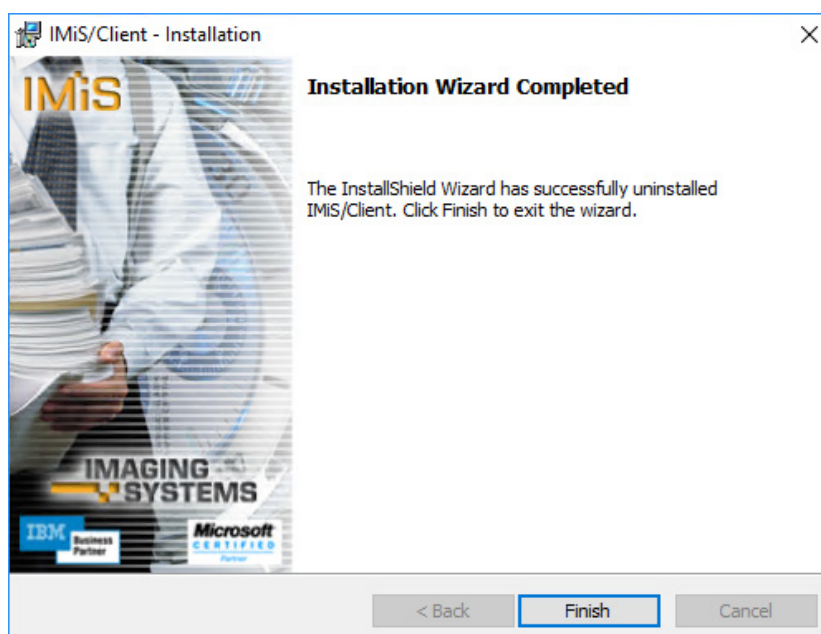 IMiS/Client - Installation
IMiS
Installation Wizard Completed
The InstallShield Wizard has successfully uninstalled
IMiS/Client. Click Finish to exit the wizard.
IMAGING
SYSTEMS
IBM
Business
Partner
Microsoft
CERTIFIED
Partner
< Back
Finish
Cancel